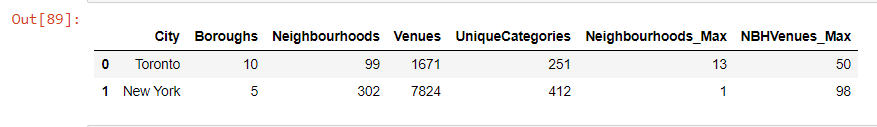 Out[89]:
City Boroughs Neighbourhoods Venues UniqueCategories Neighbourhoods_Max NBHVenues_Max
0 Toronto 10 99 1671 251 13 50
1 New York 5 302 7824 412 1 98